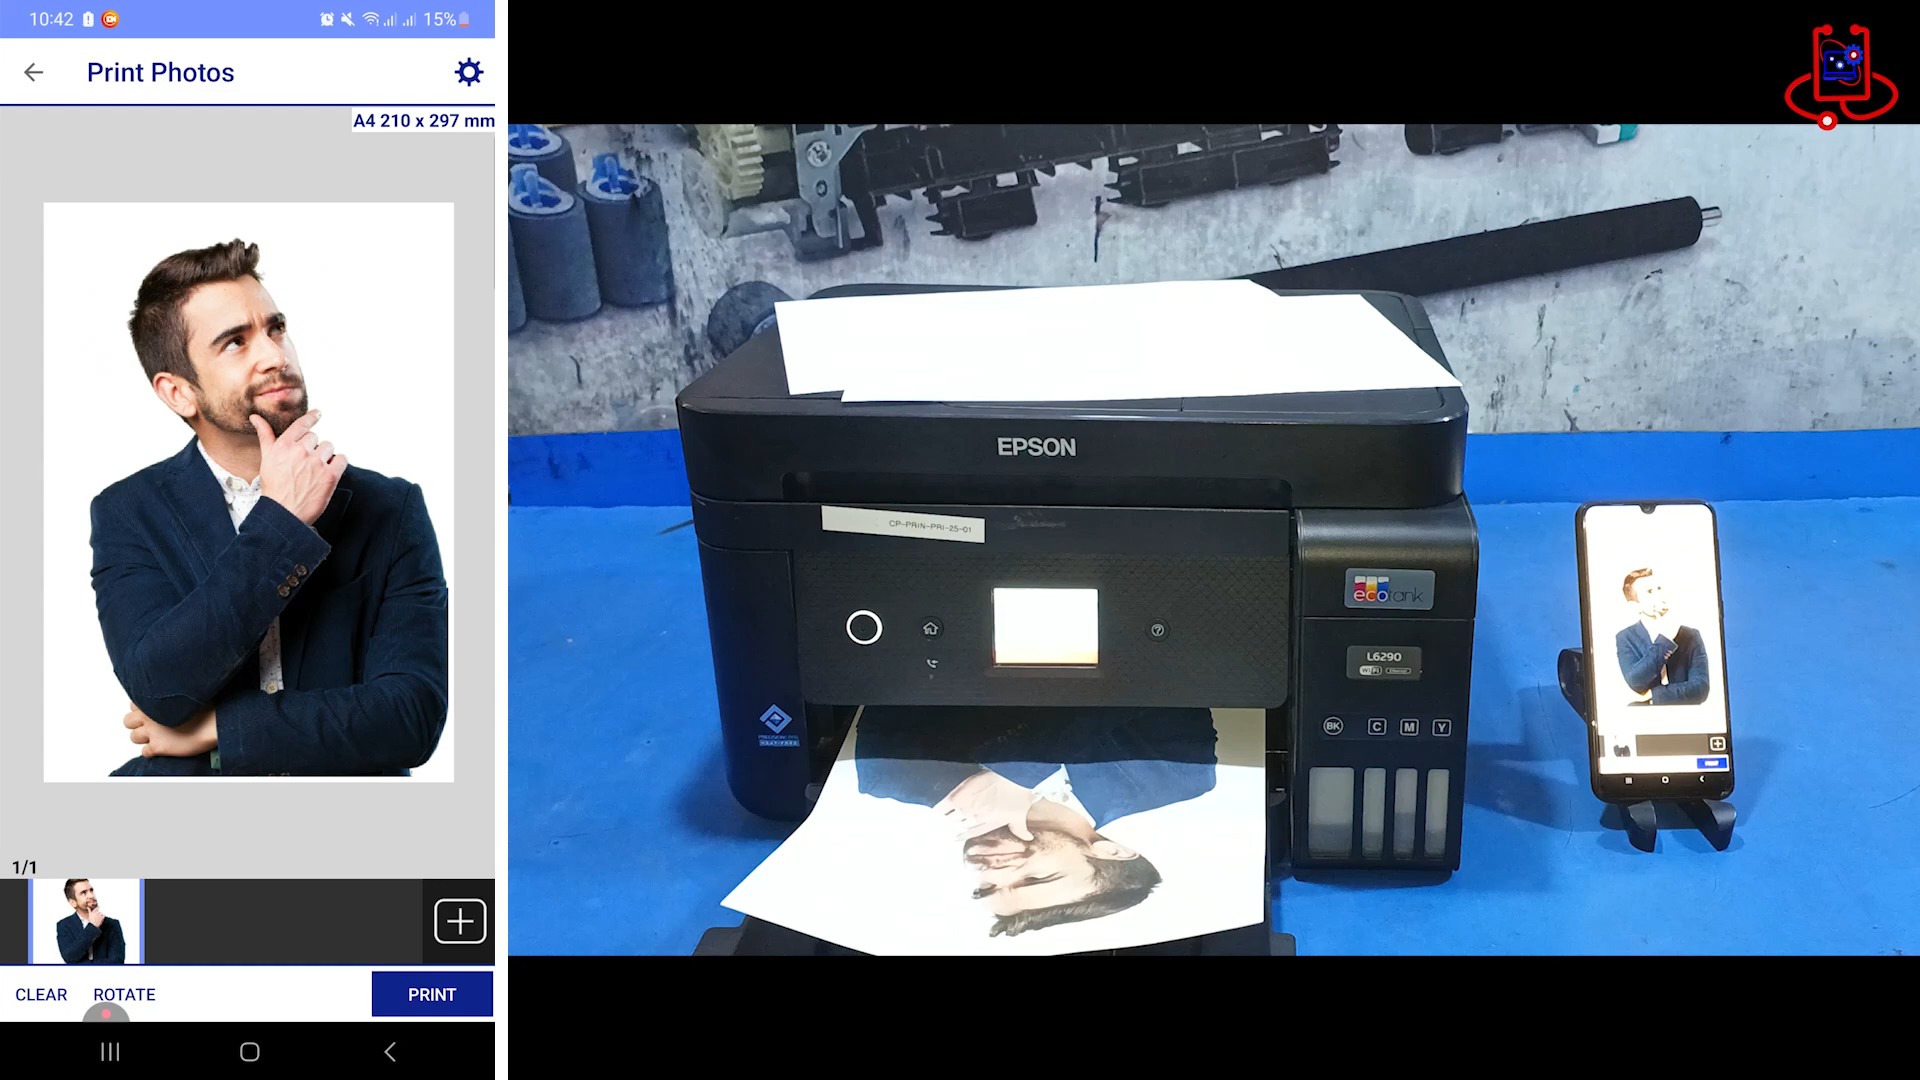 10:42
15%
Print Photos
A4 210 x 297 mm
1/1
CLEAR
ROTATE
PRINT
EPSON
CP-PRIN-PRI-25-01
ecotank
L6290
WiFi
BK
C
M
Y